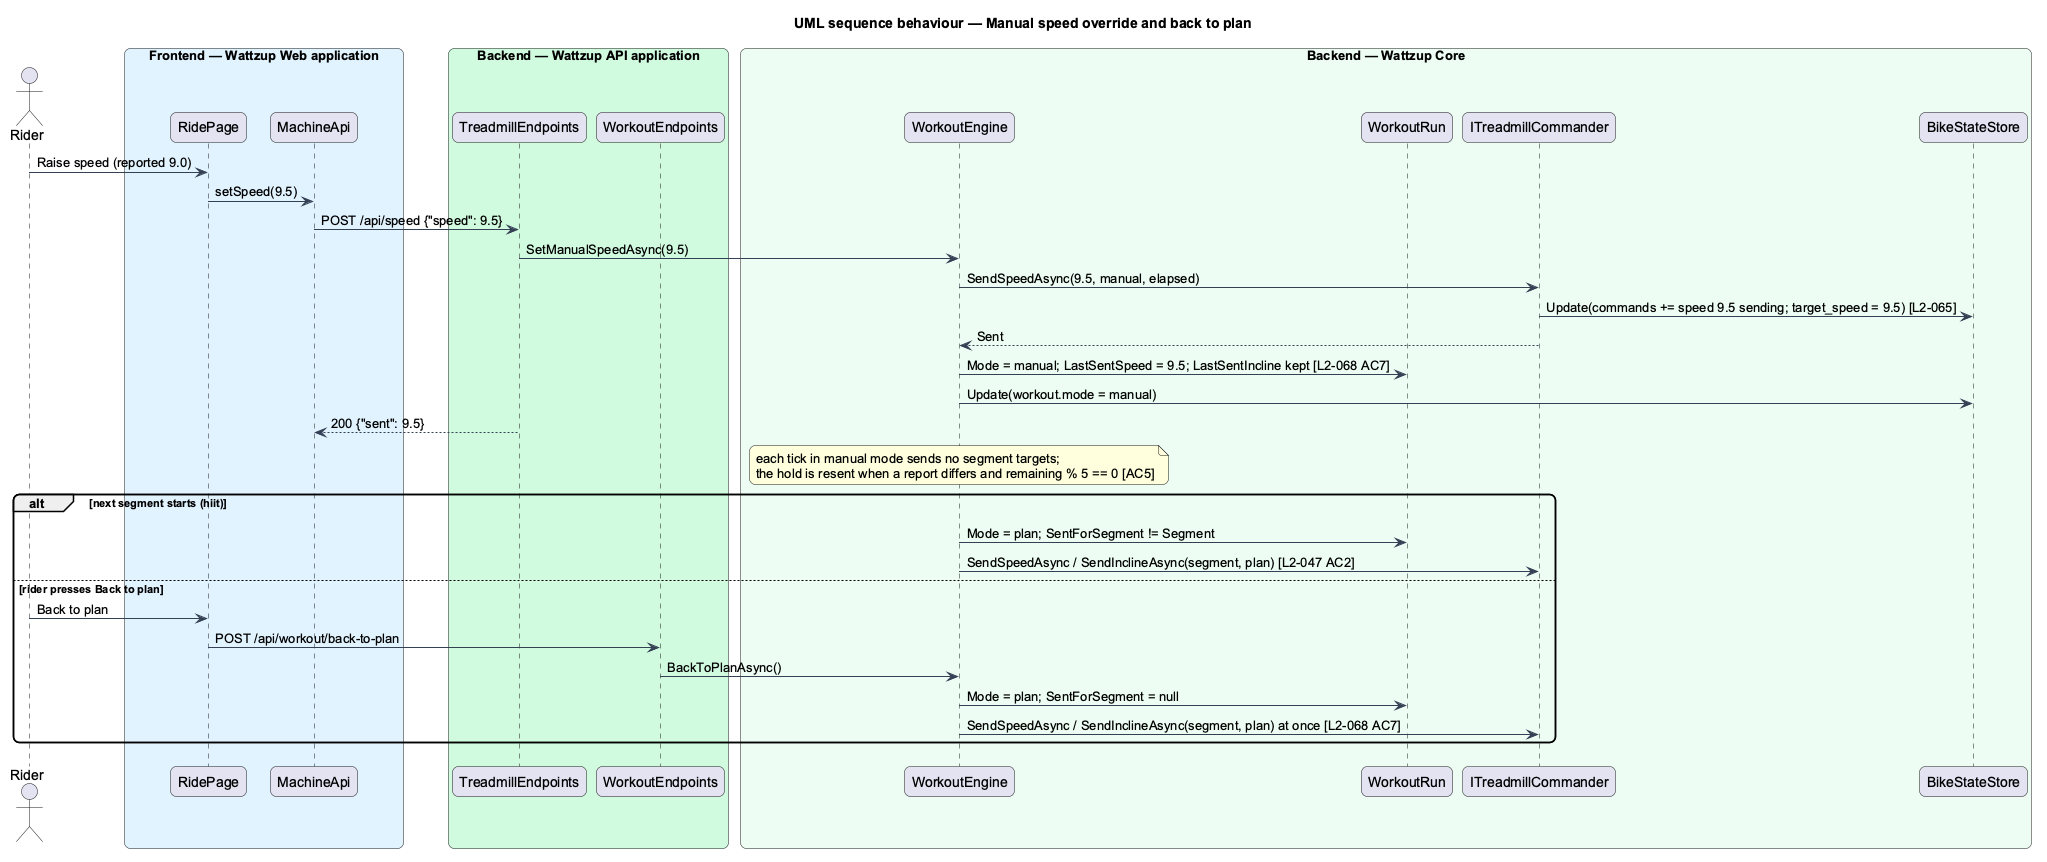 UML sequence behaviour — Manual speed override and back to plan
Frontend — Wattzup Web application
Backend — Wattzup API application
Backend — Wattzup Core
Rider
RidePage
MachineApi
TreadmillEndpoints
WorkoutEndpoints
WorkoutEngine
WorkoutRun
ITreadmillCommander
BikeStateStore
Raise speed (reported 9.0)
setSpeed(9.5)
POST /api/speed {"speed": 9.5}
SetManualSpeedAsync(9.5)
SendSpeedAsync(9.5, manual, elapsed)
Update(commands += speed 9.5 sending; target_speed = 9.5) [L2-065]
Sent
Mode = manual; LastSentSpeed = 9.5; LastSentIncline kept [L2-068 AC7]
Update(workout.mode = manual)
200 {"sent": 9.5}
each tick in manual mode sends no segment targets;
the hold is resent when a report differs and remaining % 5 == 0 [AC5]
alt
[next segment starts (hiit)]
Mode = plan; SentForSegment != Segment
SendSpeedAsync / SendInclineAsync(segment, plan) [L2-047 AC2]
[rider presses Back to plan]
Back to plan
POST /api/workout/back-to-plan
BackToPlanAsync()
Mode = plan; SentForSegment = null
SendSpeedAsync / SendInclineAsync(segment, plan) at once [L2-068 AC7]
Rider
RidePage
MachineApi
TreadmillEndpoints
WorkoutEndpoints
WorkoutEngine
WorkoutRun
ITreadmillCommander
BikeStateStore